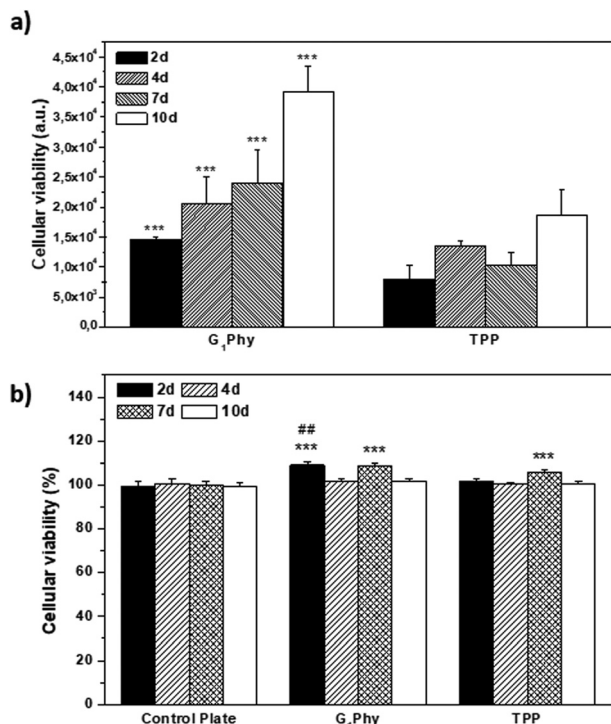 a)
Cellular viability (a.u.)
4,5x10⁴
4,0x10⁴
3,5x10⁴
3,0x10⁴
2,5x10⁴
2,0x10⁴
1,5x10⁴
1,0x10⁴
5,0x10³
0,0
2d
4d
7d
10d
***
***
***
***
G₁Phy
TPP
b)
Cellular viability (%)
140
120
100
80
60
40
20
0
2d 4d
7d 10d
##
*** *** ***
Control Plate G₁Phy TPP